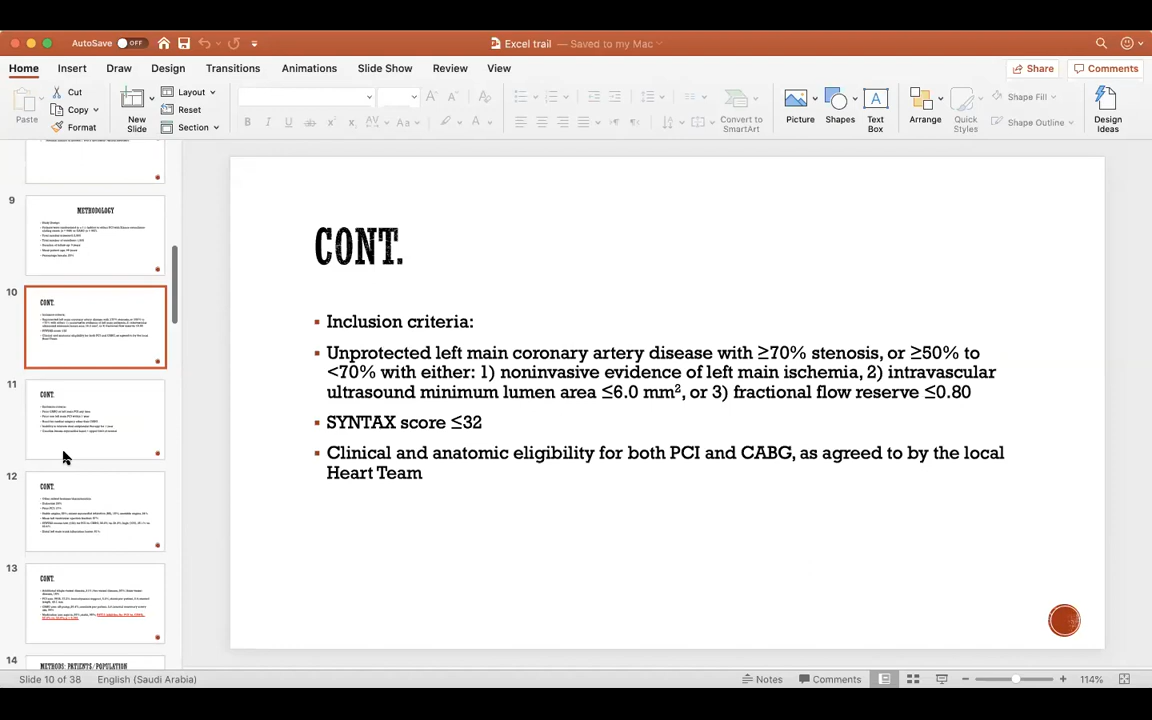 AutoSave OFF
Excel trail — Saved to my Mac
Home Insert Draw Design Transitions Animations Slide Show Review View Share Comments
Paste Cut Copy Format New Slide Layout Reset Section Convert to SmartArt Picture Shapes Text Box Arrange Quick Styles Shape Fill Shape Outline Design Ideas
9
METHODOLOGY
10
CONT.
Inclusion criteria:
11
CONT.
12
CONT.
13
CONT.
14
METHODS: PATIENTS/POPULATION
CONT.
Inclusion criteria:
Unprotected left main coronary artery disease with ≥70% stenosis, or ≥50% to
<70% with either: 1) noninvasive evidence of left main ischemia, 2) intravascular
ultrasound minimum lumen area ≤6.0 mm², or 3) fractional flow reserve ≤0.80
SYNTAX score ≤32
Clinical and anatomic eligibility for both PCI and CABG, as agreed to by the local
Heart Team
Slide 10 of 38 English (Saudi Arabia) Notes Comments 114%